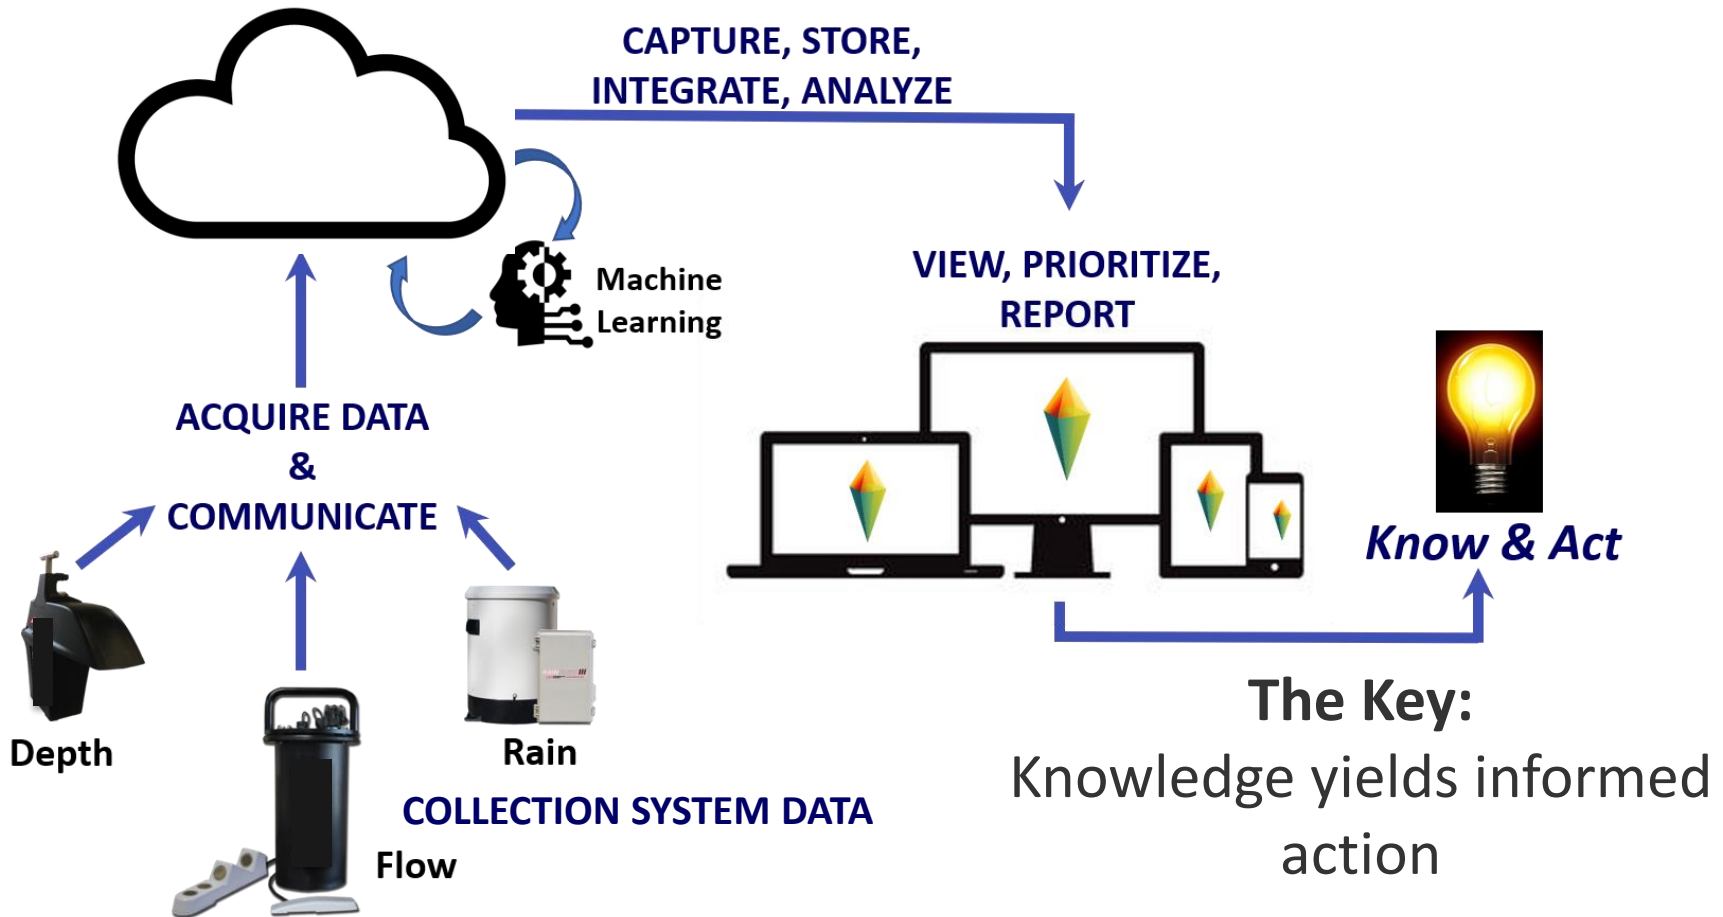 CAPTURE, STORE,
INTEGRATE, ANALYZE
Machine
Learning
VIEW, PRIORITIZE,
REPORT
ACQUIRE DATA
&
COMMUNICATE
Know & Act
Depth
Rain
Flow
COLLECTION SYSTEM DATA
The Key:
Knowledge yields informed
action